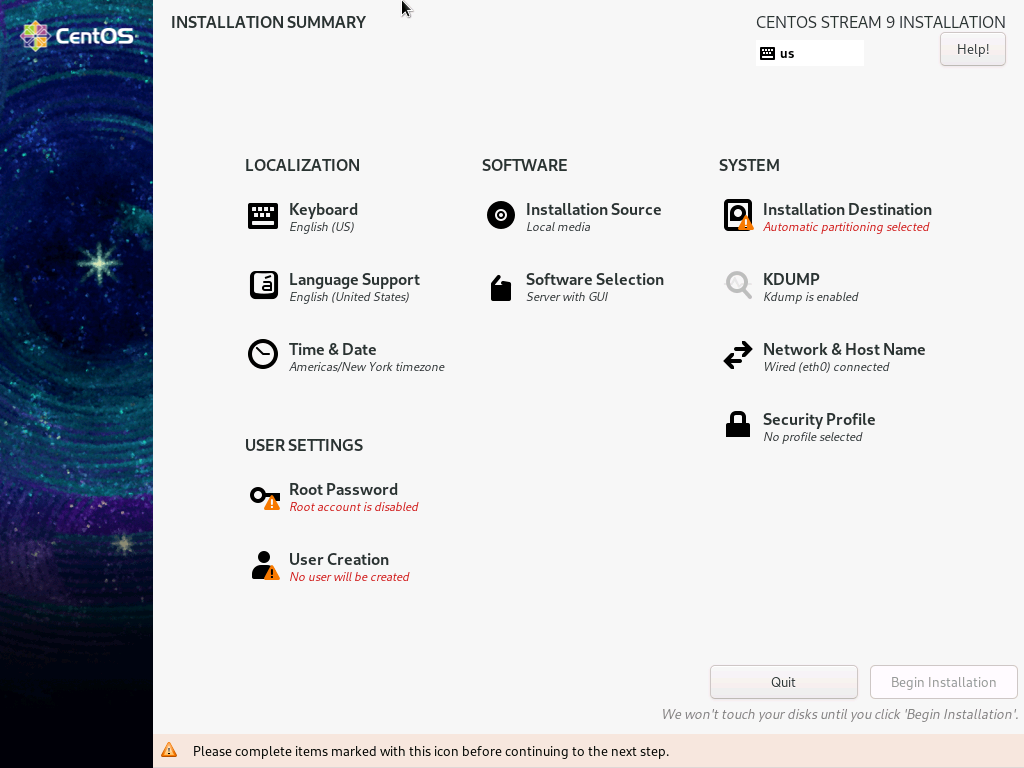 CentOS
INSTALLATION SUMMARY
CENTOS STREAM 9 INSTALLATION
us
Help!
LOCALIZATION
Keyboard
English (US)
Language Support
English (United States)
Time & Date
Americas/New York timezone
SOFTWARE
Installation Source
Local media
Software Selection
Server with GUI
SYSTEM
Installation Destination
Automatic partitioning selected
KDUMP
Kdump is enabled
Network & Host Name
Wired (eth0) connected
Security Profile
No profile selected
USER SETTINGS
Root Password
Root account is disabled
User Creation
No user will be created
Quit
Begin Installation
We won't touch your disks until you click 'Begin Installation'.
Please complete items marked with this icon before continuing to the next step.